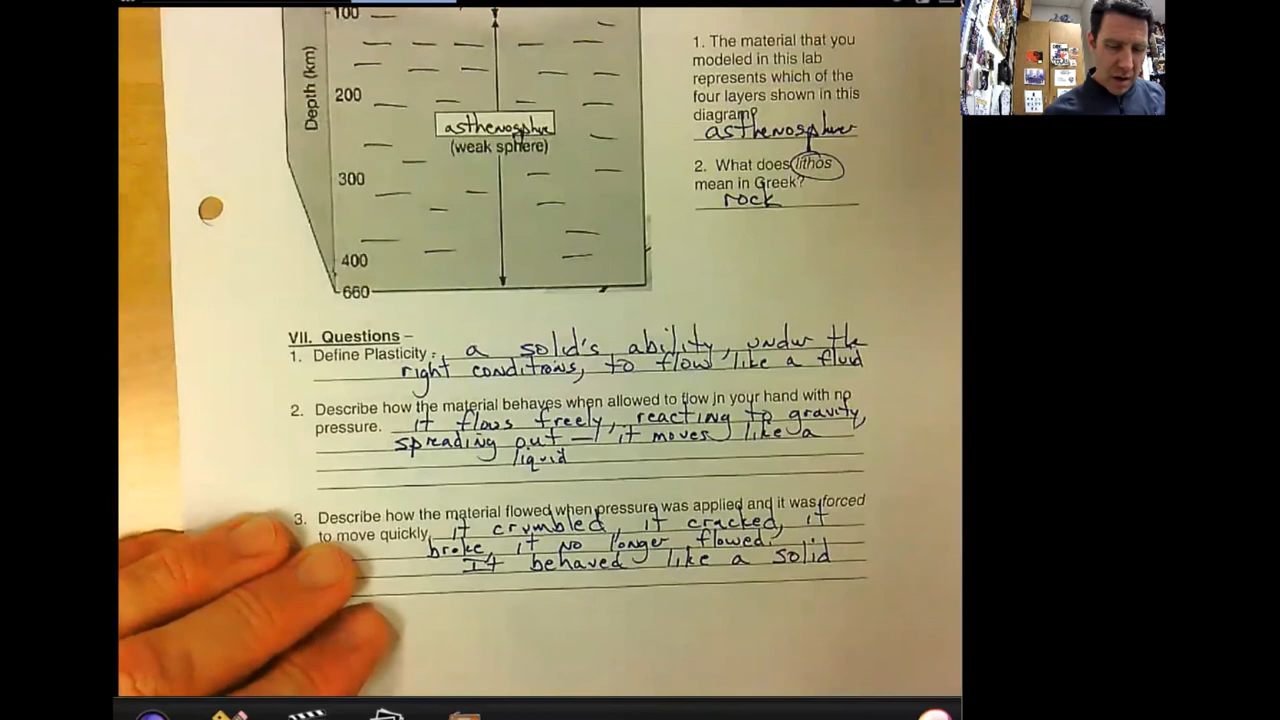 100
Depth (km)
200
asthenosphere
(weak sphere)
300
400
660
1. The material that you
modeled in this lab
represents which of the
four layers shown in this
diagram?
asthenosphere
2. What does lithos
mean in Greek?
rock
VII. Questions –
1. Define Plasticity - a solid's ability, under the
right conditions, to flow like a fluid
2. Describe how the material behaves when allowed to flow in your hand with no
pressure. it flows freely, reacting to gravity,
spreading out — it moves like a
liquid
3. Describe how the material flowed when pressure was applied and it was forced
to move quickly. it crumbled, it cracked, it
broke, it no longer flowed.
It behaved like a solid